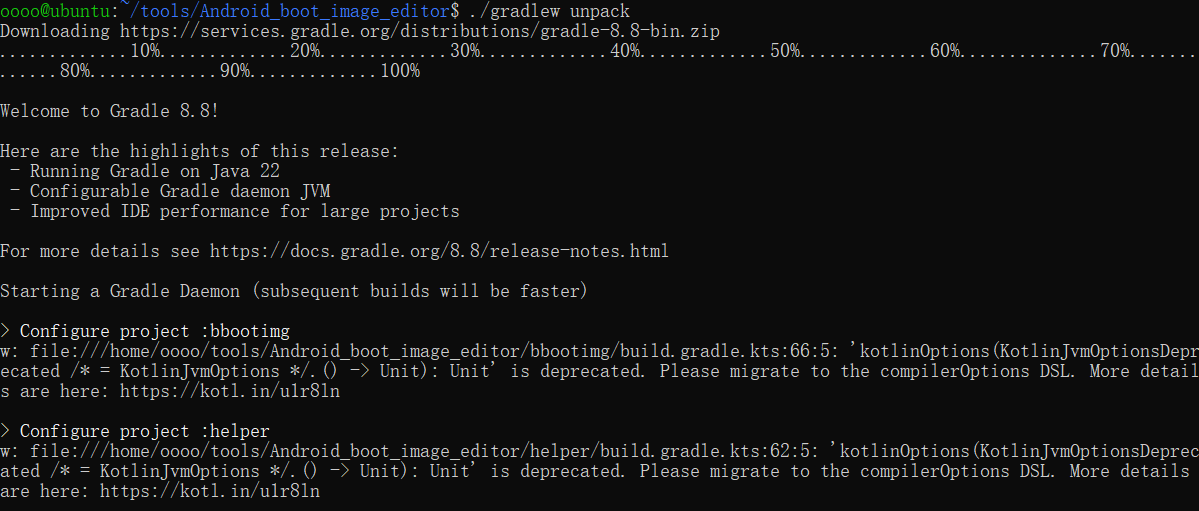 oooo@ubuntu:~/tools/Android_boot_image_editor$ ./gradlew unpack
Downloading https://services.gradle.org/distributions/gradle-8.8-bin.zip
.............10%.............20%.............30%.............40%.............50%.............60%..............70%.......
......80%.............90%.............100%
Welcome to Gradle 8.8!
Here are the highlights of this release:
 - Running Gradle on Java 22
 - Configurable Gradle daemon JVM
 - Improved IDE performance for large projects
For more details see https://docs.gradle.org/8.8/release-notes.html
Starting a Gradle Daemon (subsequent builds will be faster)
> Configure project :bbootimg
w: file:///home/oooo/tools/Android_boot_image_editor/bbootimg/build.gradle.kts:66:5: 'kotlinOptions(KotlinJvmOptionsDepr
ecated /* = KotlinJvmOptions */.() -> Unit): Unit' is deprecated. Please migrate to the compilerOptions DSL. More detail
s are here: https://kotl.in/u1r8ln
> Configure project :helper
w: file:///home/oooo/tools/Android_boot_image_editor/helper/build.gradle.kts:62:5: 'kotlinOptions(KotlinJvmOptionsDeprec
ated /* = KotlinJvmOptions */.() -> Unit): Unit' is deprecated. Please migrate to the compilerOptions DSL. More details
are here: https://kotl.in/u1r8ln